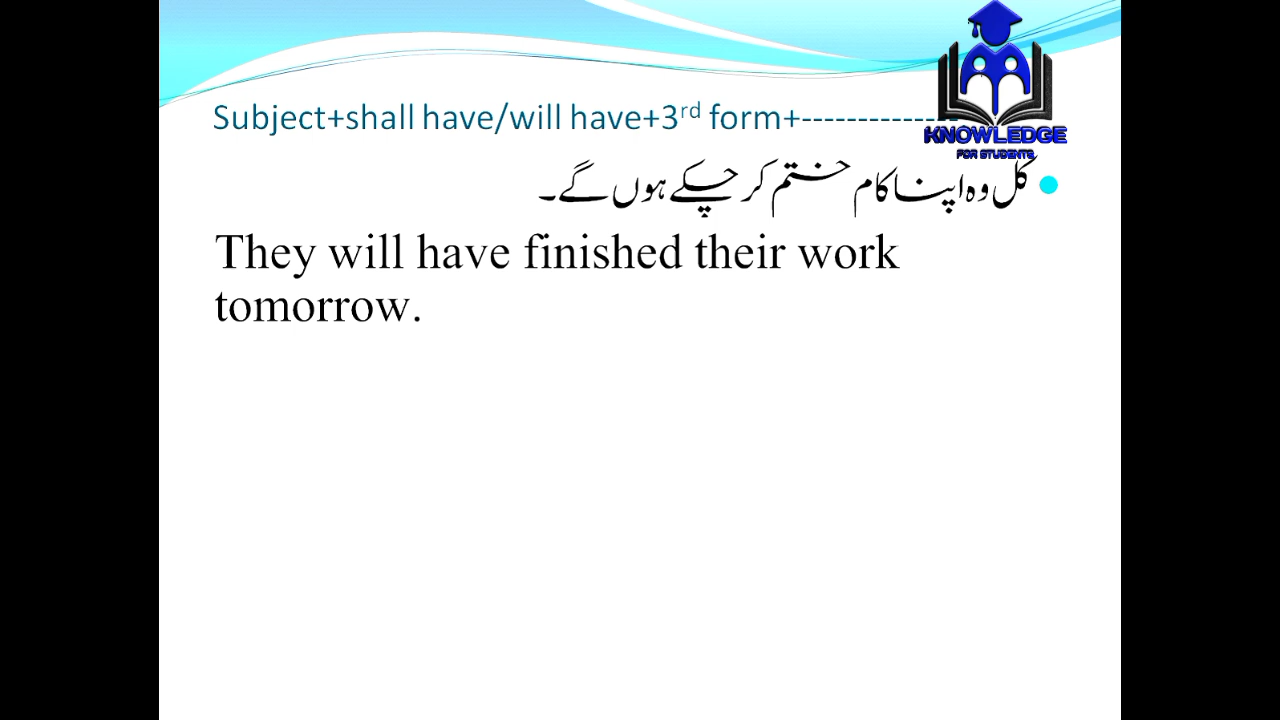 KNOWLEDGE
FOR STUDENTS
Subject+shall have/will have+3rd form+--------------
کل وہ اپنا کام ختم کر چکے ہوں گے۔
They will have finished their work
tomorrow.